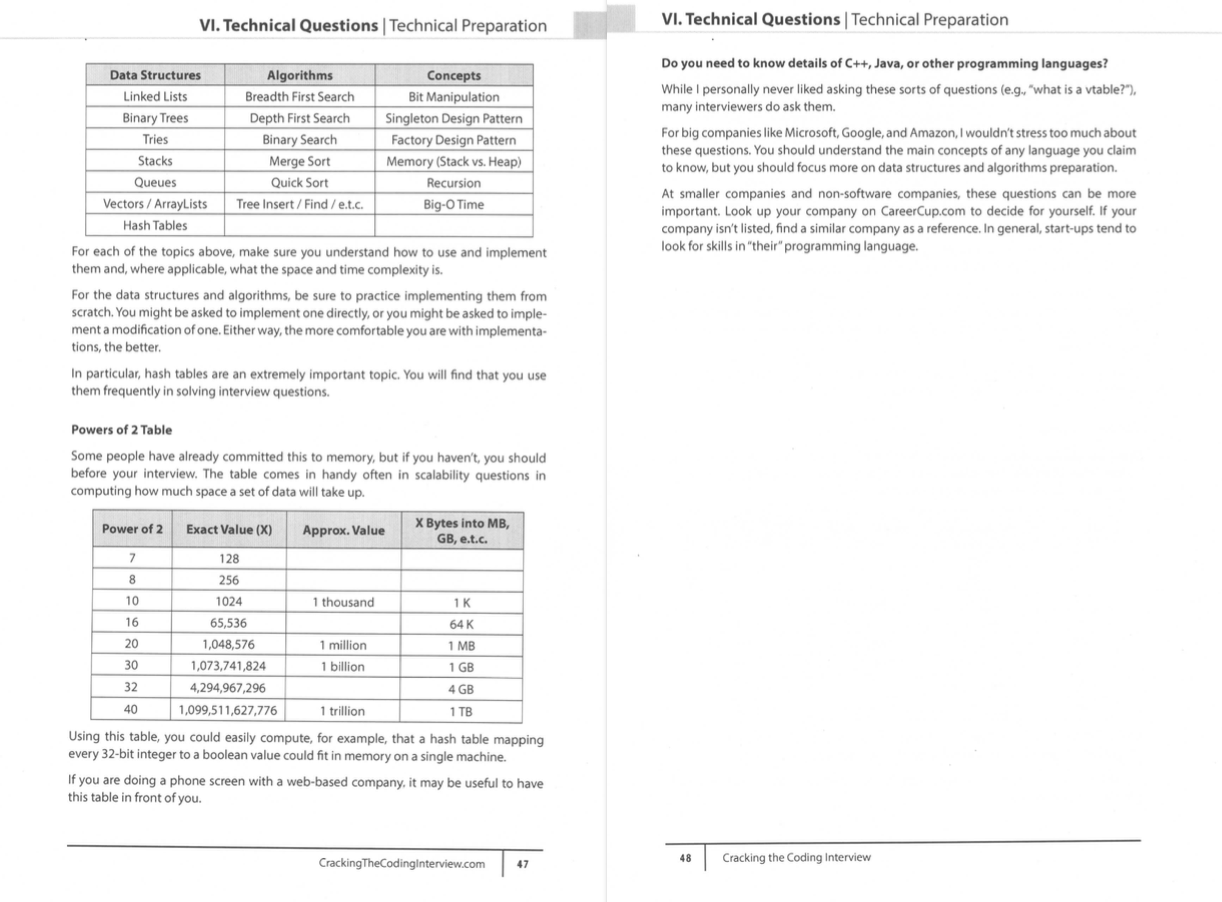 VI. Technical Questions | Technical Preparation
Data Structures Algorithms Concepts
Linked Lists Breadth First Search Bit Manipulation
Binary Trees Depth First Search Singleton Design Pattern
Tries Binary Search Factory Design Pattern
Stacks Merge Sort Memory (Stack vs. Heap)
Queues Quick Sort Recursion
Vectors / ArrayLists Tree Insert / Find / e.t.c. Big-O Time
Hash Tables
For each of the topics above, make sure you understand how to use and implement
them and, where applicable, what the space and time complexity is.
For the data structures and algorithms, be sure to practice implementing them from
scratch. You might be asked to implement one directly, or you might be asked to imple-
ment a modification of one. Either way, the more comfortable you are with implementa-
tions, the better.
In particular, hash tables are an extremely important topic. You will find that you use
them frequently in solving interview questions.
Powers of 2 Table
Some people have already committed this to memory, but if you haven't, you should
before your interview. The table comes in handy often in scalability questions in
computing how much space a set of data will take up.
Power of 2 Exact Value (X) Approx. Value X Bytes into MB,
GB, e.t.c.
7 128
8 256
10 1024 1 thousand 1 K
16 65,536 64 K
20 1,048,576 1 million 1 MB
30 1,073,741,824 1 billion 1 GB
32 4,294,967,296 4 GB
40 1,099,511,627,776 1 trillion 1 TB
Using this table, you could easily compute, for example, that a hash table mapping
every 32-bit integer to a boolean value could fit in memory on a single machine.
If you are doing a phone screen with a web-based company, it may be useful to have
this table in front of you.
CrackingTheCodingInterview.com 47
VI. Technical Questions | Technical Preparation
Do you need to know details of C++, Java, or other programming languages?
While I personally never liked asking these sorts of questions (e.g., "what is a vtable?"),
many interviewers do ask them.
For big companies like Microsoft, Google, and Amazon, I wouldn't stress too much about
these questions. You should understand the main concepts of any language you claim
to know, but you should focus more on data structures and algorithms preparation.
At smaller companies and non-software companies, these questions can be more
important. Look up your company on CareerCup.com to decide for yourself. If your
company isn't listed, find a similar company as a reference. In general, start-ups tend to
look for skills in "their" programming language.
48 Cracking the Coding Interview